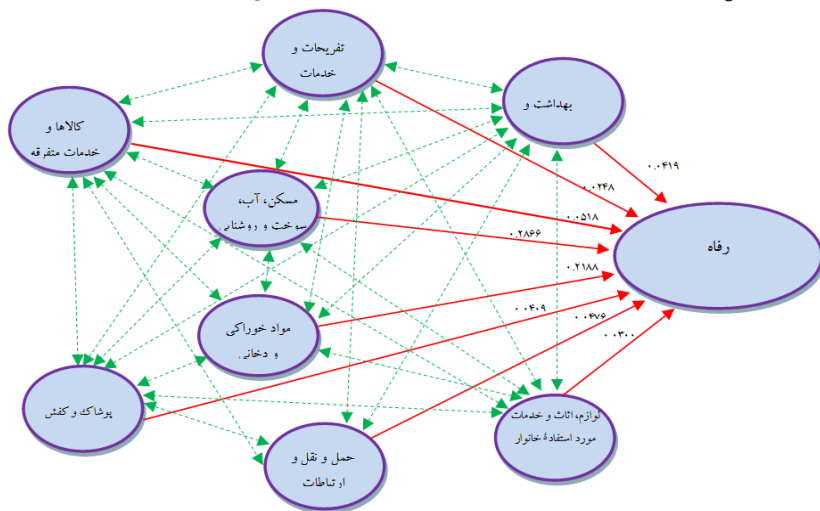 تفریحات و
خدمات
بهداشت و
کالاها و
خدمات متفرقه
۰.۰۴۱۹
۰.۰۲۴۸
مسکن، آب،
سوخت و روشنایی
۰.۰۵۱۸
۰.۲۸۶۶
رفاه
۰.۲۱۸۸
مواد خوراکی
و دخانی
۰.۰۴۰۹
۰.۰۴۷۶
۰.۰۳۰۰
پوشاک و کفش
لوازم، اثاث و خدمات
مورد استفادهٔ خانوار
حمل و نقل و
ارتباطات